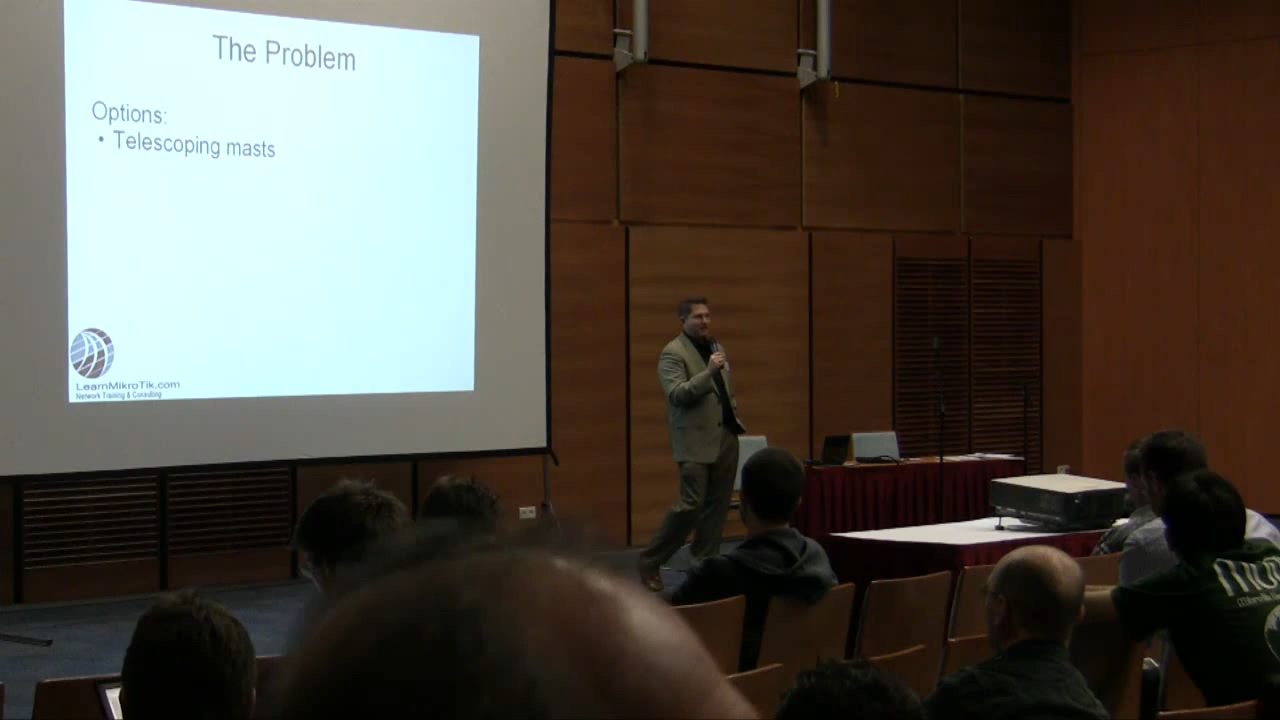 The Problem
Options:
• Telescoping masts
LearnMikroTik.com
Network Training & Consulting